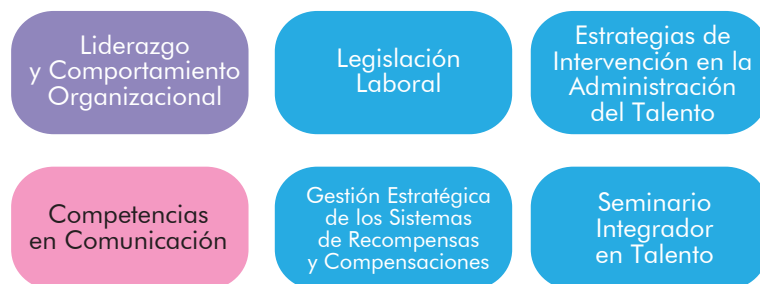 Liderazgo
y Comportamiento
Organizacional
Legislación
Laboral
Estrategias de
Intervención en la
Administración
del Talento
Competencias
en Comunicación
Gestión Estratégica
de los Sistemas
de Recompensas
y Compensaciones
Seminario
Integrador
en Talento